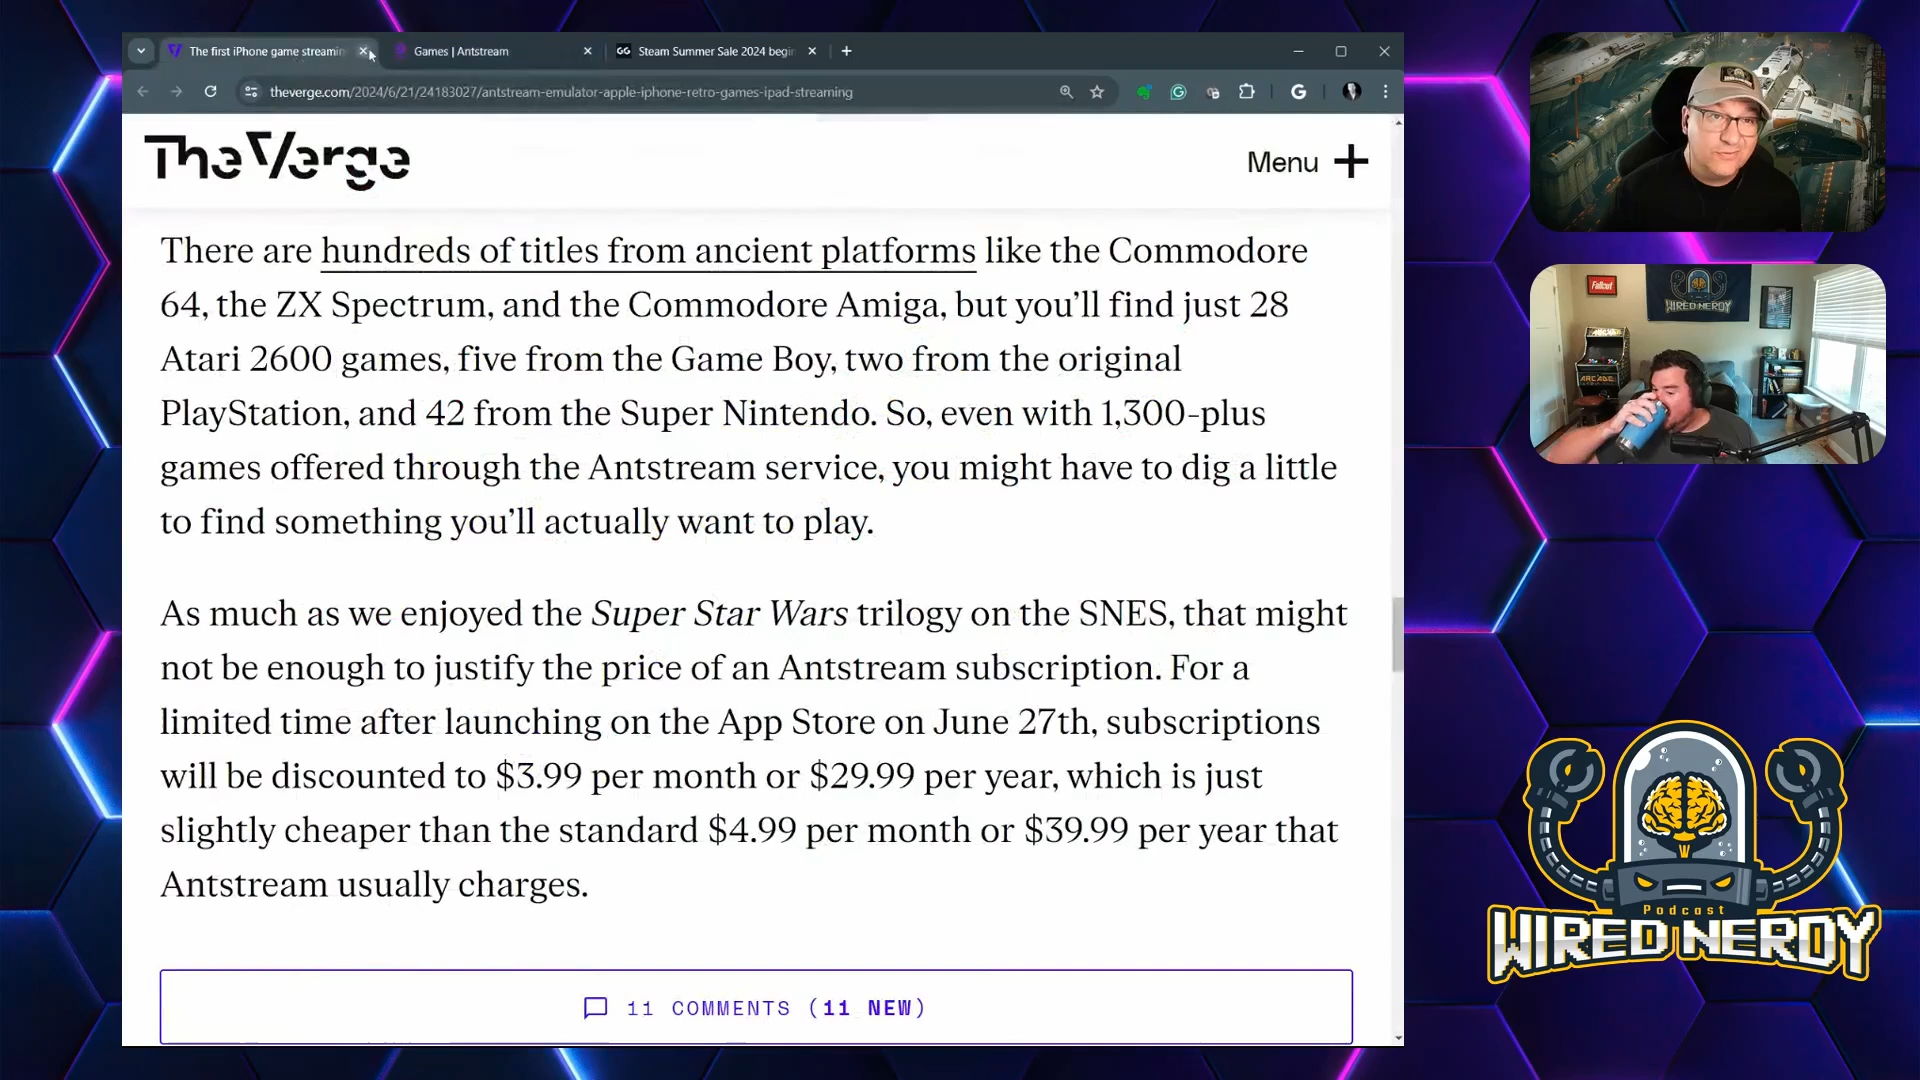 The first iPhone game streamin
Games | Antstream
GG Steam Summer Sale 2024 begin
theverge.com/2024/6/21/24183027/antstream-emulator-apple-iphone-retro-games-ipad-streaming
TheVerge
Menu
There are hundreds of titles from ancient platforms like the Commodore
64, the ZX Spectrum, and the Commodore Amiga, but you’ll find just 28
Atari 2600 games, five from the Game Boy, two from the original
PlayStation, and 42 from the Super Nintendo. So, even with 1,300-plus
games offered through the Antstream service, you might have to dig a little
to find something you’ll actually want to play.
As much as we enjoyed the Super Star Wars trilogy on the SNES, that might
not be enough to justify the price of an Antstream subscription. For a
limited time after launching on the App Store on June 27th, subscriptions
will be discounted to $3.99 per month or $29.99 per year, which is just
slightly cheaper than the standard $4.99 per month or $39.99 per year that
Antstream usually charges.
11 COMMENTS (11 NEW)
Fallout
WIRED NERDY
ARCADE
Podcast
WIRED NERDY